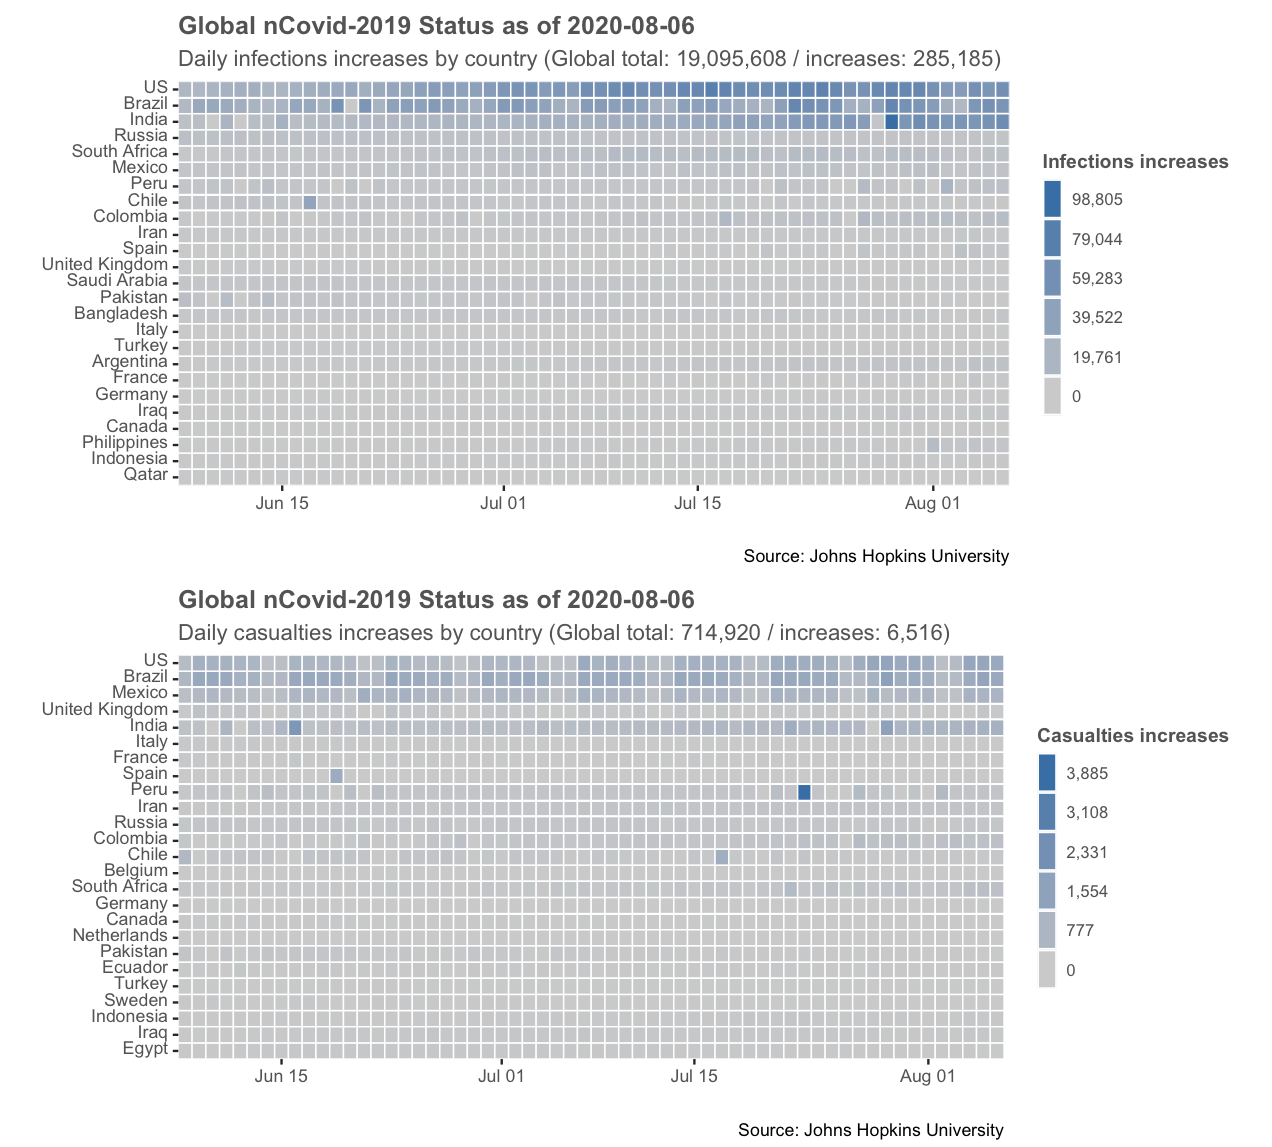 Global nCovid-2019 Status as of 2020-08-06
Daily infections increases by country (Global total: 19,095,608 / increases: 285,185)
US
Brazil
India
Russia
South Africa
Mexico
Peru
Chile
Colombia
Iran
Spain
United Kingdom
Saudi Arabia
Pakistan
Bangladesh
Italy
Turkey
Argentina
France
Germany
Iraq
Canada
Philippines
Indonesia
Qatar
Jun 15
Jul 01
Jul 15
Aug 01
Infections increases
98,805
79,044
59,283
39,522
19,761
0
Source: Johns Hopkins University
Global nCovid-2019 Status as of 2020-08-06
Daily casualties increases by country (Global total: 714,920 / increases: 6,516)
US
Brazil
Mexico
United Kingdom
India
Italy
France
Spain
Peru
Iran
Russia
Colombia
Chile
Belgium
South Africa
Germany
Canada
Netherlands
Pakistan
Ecuador
Turkey
Sweden
Indonesia
Iraq
Egypt
Jun 15
Jul 01
Jul 15
Aug 01
Casualties increases
3,885
3,108
2,331
1,554
777
0
Source: Johns Hopkins University